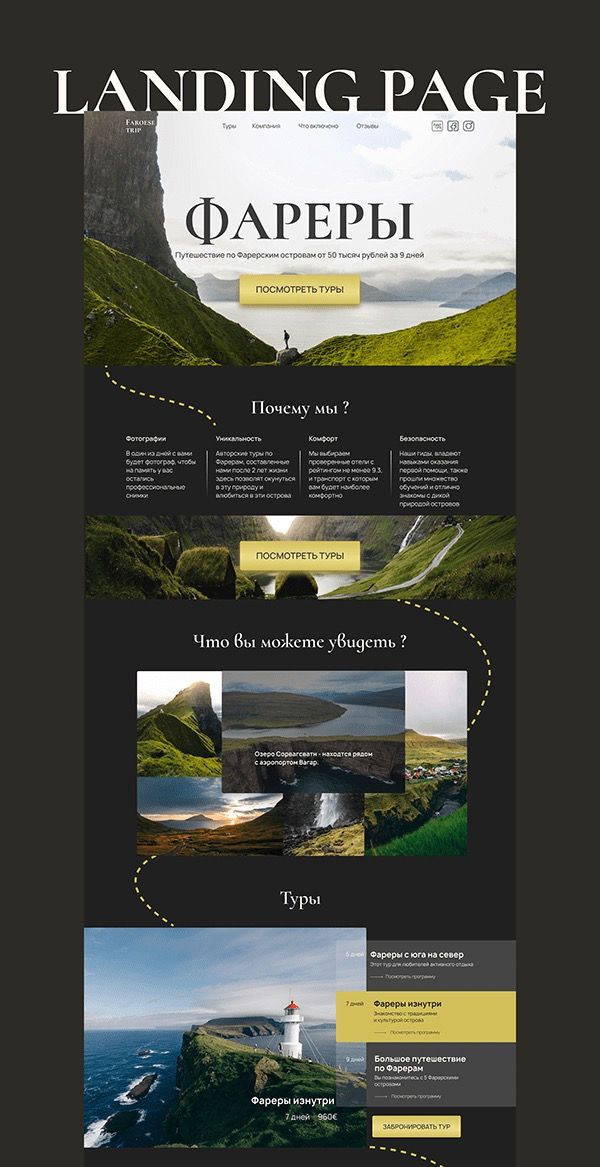 LANDING PAGE
FAROESE
TRIP
Туры Компания Что включено Отзывы
ФАРЕРЫ
Путешествие по Фарерским островам от 50 тысяч рублей за 9 дней
ПОСМОТРЕТЬ ТУРЫ
Почему мы ?
Фотографии
В один из дней с вами
будет фотограф, чтобы
на память у вас
остались
профессиональные
снимки
Уникальность
Авторские туры по
Фарерам, составленные
нами после 2 лет жизни
здесь позволят окунуться
в эту природу и
влюбиться в эти острова
Комфорт
Мы выбираем
проверенные отели с
рейтингом не менее 9.3,
и транспорт с которым
вам будет наиболее
комфортно
Безопасность
Наши гиды, владеют
навыками оказания
первой помощи, также
прошли множество
обучений и отлично
знакомы с дикой
природой островов
ПОСМОТРЕТЬ ТУРЫ
Что вы можете увидеть ?
Озеро Сорвагсватн - находтся рядом
с аэропортом Вагар.
Туры
5 дней
Фареры с юга на север
Этот тур для любителей активного отдыха
Посмотреть программу
7 дней
Фареры изнутри
Знакомство с традициями
и культурой острова
Посмотреть программу
9 дней
Большое путешествие
по Фарерам
Вы познакомитесь с 5 Фарерскими
островами
Посмотреть программу
Фареры изнутри
7 дней 960€
ЗАБРОНИРОВАТЬ ТУР